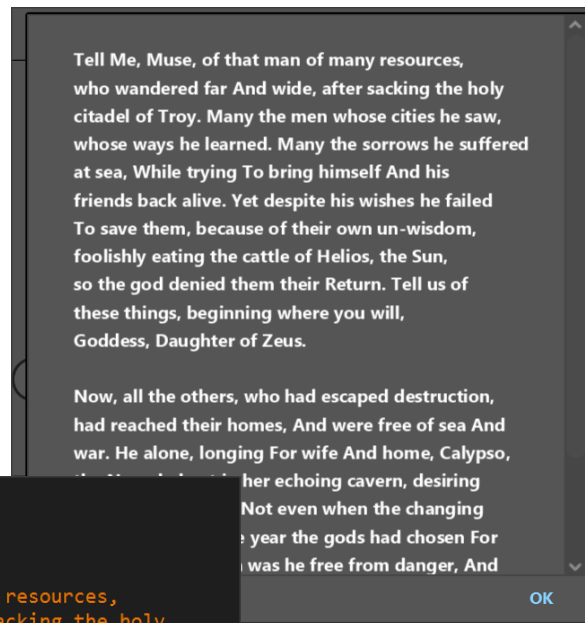 Tell Me, Muse, of that man of many resources,
who wandered far And wide, after sacking the holy
citadel of Troy. Many the men whose cities he saw,
whose ways he learned. Many the sorrows he suffered
at sea, While trying To bring himself And his
friends back alive. Yet despite his wishes he failed
To save them, because of their own un-wisdom,
foolishly eating the cattle of Helios, the Sun,
so the god denied them their Return. Tell us of
these things, beginning where you will,
Goddess, Daughter of Zeus.
Now, all the others, who had escaped destruction,
had reached their homes, And were free of sea And
war. He alone, longing For wife And home, Calypso,
her echoing cavern, desiring
Not even when the changing
year the gods had chosen For
was he free from danger, And
OK
resources,
acking the holy